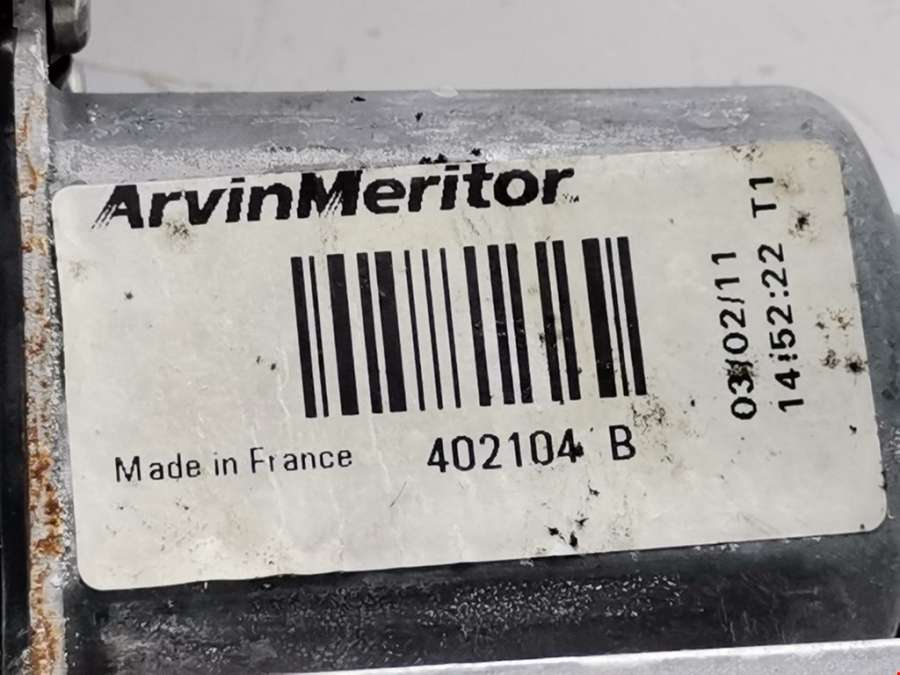 ArvinMeritor
Made in France
402104 B
03/02/11
14:52:22 T1